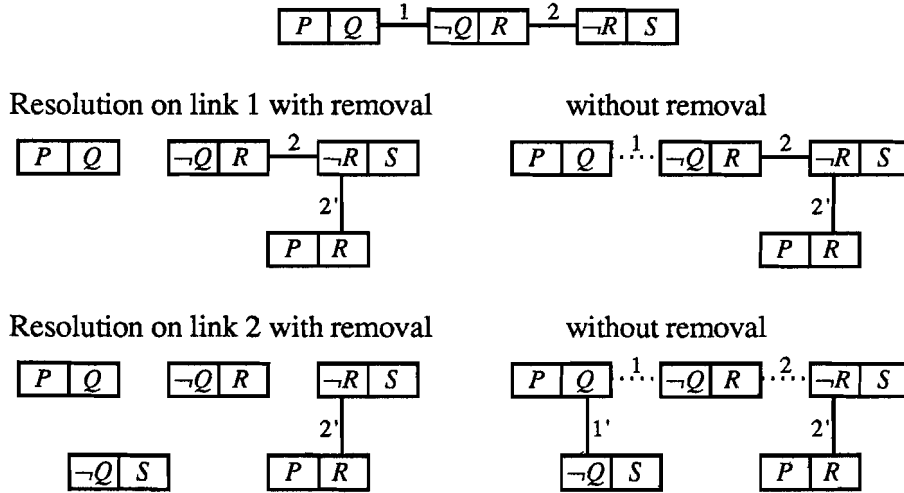 1 2
P Q ¬Q R ¬R S
Resolution on link 1 with removal without removal
2 1 2
P Q ¬Q R ¬R S P Q ¬Q R ¬R S
2' 2'
P R P R
Resolution on link 2 with removal without removal
1 2
P Q ¬Q R ¬R S P Q ¬Q R ¬R S
2' 1' 2'
¬Q S P R ¬Q S P R